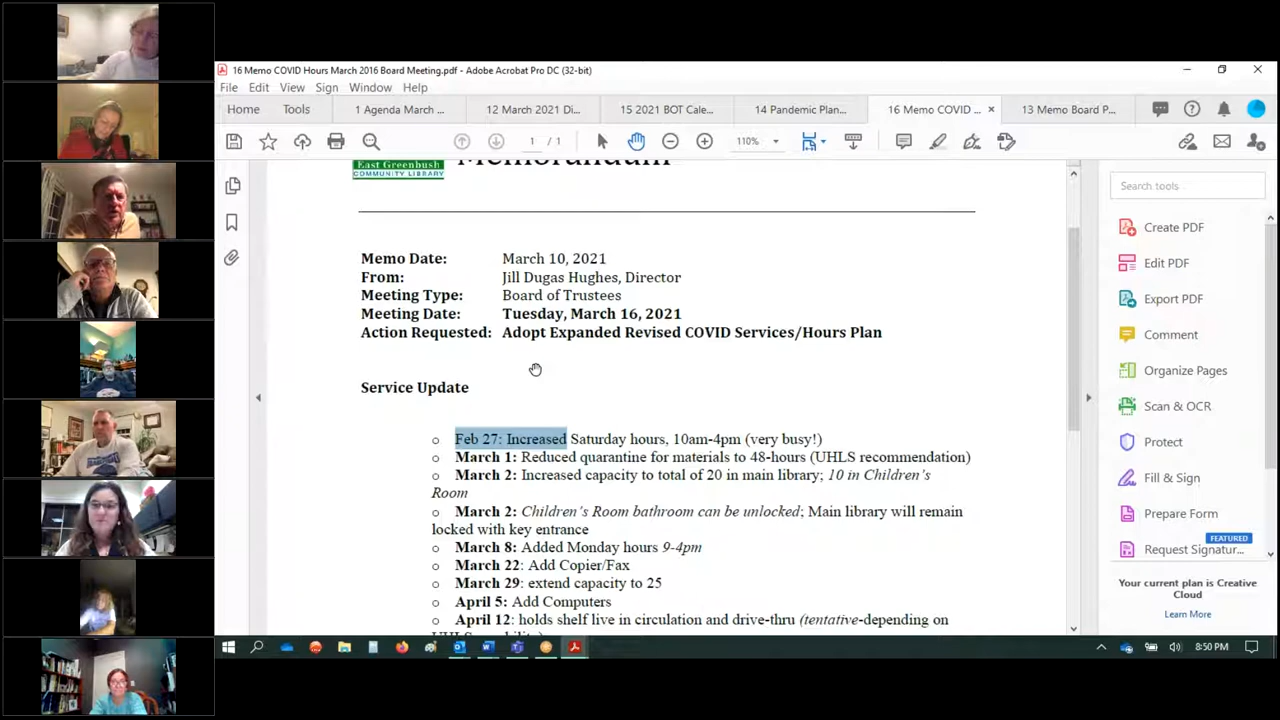 16 Memo COVID Hours March 2016 Board Meeting.pdf - Adobe Acrobat Pro DC (32-bit)
File Edit View Sign Window Help
Home Tools 1 Agenda March ... 12 March 2021 Di... 15 2021 BOT Cale... 14 Pandemic Plan... 16 Memo COVID ... × 13 Memo Board P...
1 / 1 110%
East Greenbush
COMMUNITY LIBRARY
Memorandum
Search tools
Memo Date: March 10, 2021
From: Jill Dugas Hughes, Director
Meeting Type: Board of Trustees
Meeting Date: Tuesday, March 16, 2021
Action Requested: Adopt Expanded Revised COVID Services/Hours Plan
Service Update
o Feb 27: Increased Saturday hours, 10am-4pm (very busy!)
o March 1: Reduced quarantine for materials to 48-hours (UHLS recommendation)
o March 2: Increased capacity to total of 20 in main library; 10 in Children's
Room
o March 2: Children's Room bathroom can be unlocked; Main library will remain
locked with key entrance
o March 8: Added Monday hours 9-4pm
o March 22: Add Copier/Fax
o March 29: extend capacity to 25
o April 5: Add Computers
o April 12: holds shelf live in circulation and drive-thru (tentative-depending on
Create PDF
Edit PDF
Export PDF
Comment
Organize Pages
Scan & OCR
Protect
Fill & Sign
Prepare Form
FEATURED
Request Signatur...
Your current plan is Creative
Cloud
Learn More
8:50 PM